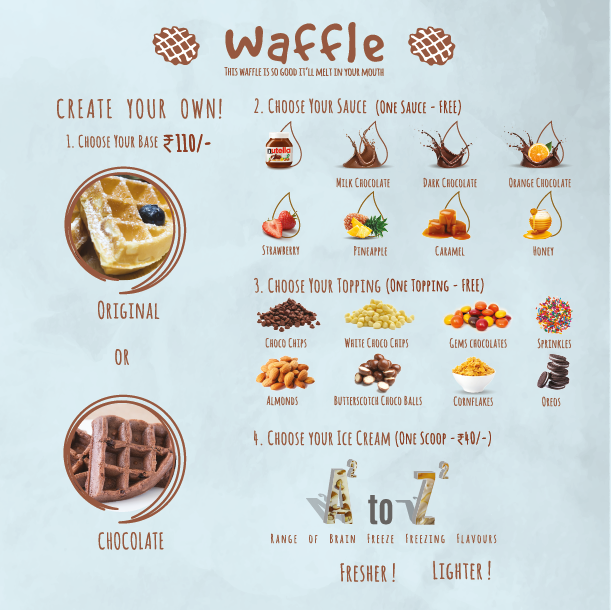 Waffle
THIS WAFFLE IS SO GOOD IT'LL MELT IN YOUR MOUTH
CREATE YOUR OWN!
1. CHOOSE YOUR BASE ₹110/-
ORIGINAL
OR
CHOCOLATE
2. CHOOSE YOUR SAUCE (ONE SAUCE - FREE)
nutella
MILK CHOCOLATE DARK CHOCOLATE ORANGE CHOCOLATE
STRAWBERRY PINEAPPLE CARAMEL HONEY
3. CHOOSE YOUR TOPPING (ONE TOPPING - FREE)
CHOCO CHIPS WHITE CHOCO CHIPS GEMS CHOCOLATES SPRINKLES
ALMONDS BUTTERSCOTCH CHOCO BALLS CORNFLAKES OREOS
4. CHOOSE YOUR ICE CREAM (ONE SCOOP - ₹40/-)
A² to Z²
RANGE OF BRAIN FREEZE FREEZING FLAVOURS
FRESHER! LIGHTER!